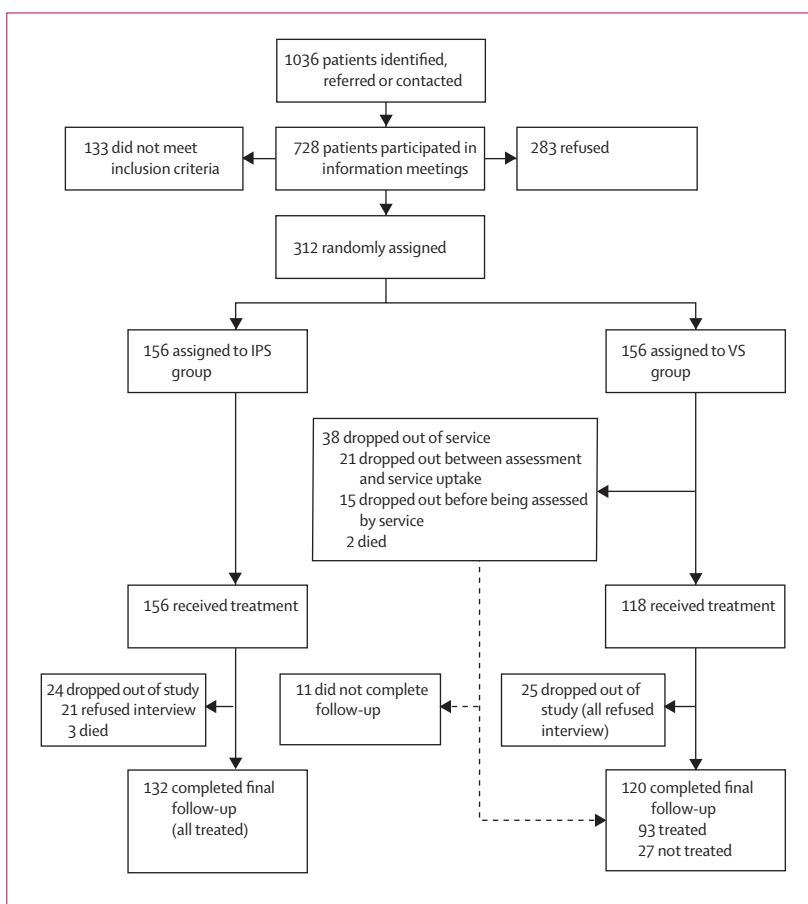 1036 patients identified,
referred or contacted
133 did not meet
inclusion criteria
728 patients participated in
information meetings
283 refused
312 randomly assigned
156 assigned to IPS
group
156 assigned to VS
group
38 dropped out of service
21 dropped out between assessment
and service uptake
15 dropped out before being assessed
by service
2 died
156 received treatment
118 received treatment
24 dropped out of study
21 refused interview
3 died
11 did not complete
follow-up
25 dropped out of
study (all refused
interview)
132 completed final
follow-up
(all treated)
120 completed final
follow-up
93 treated
27 not treated